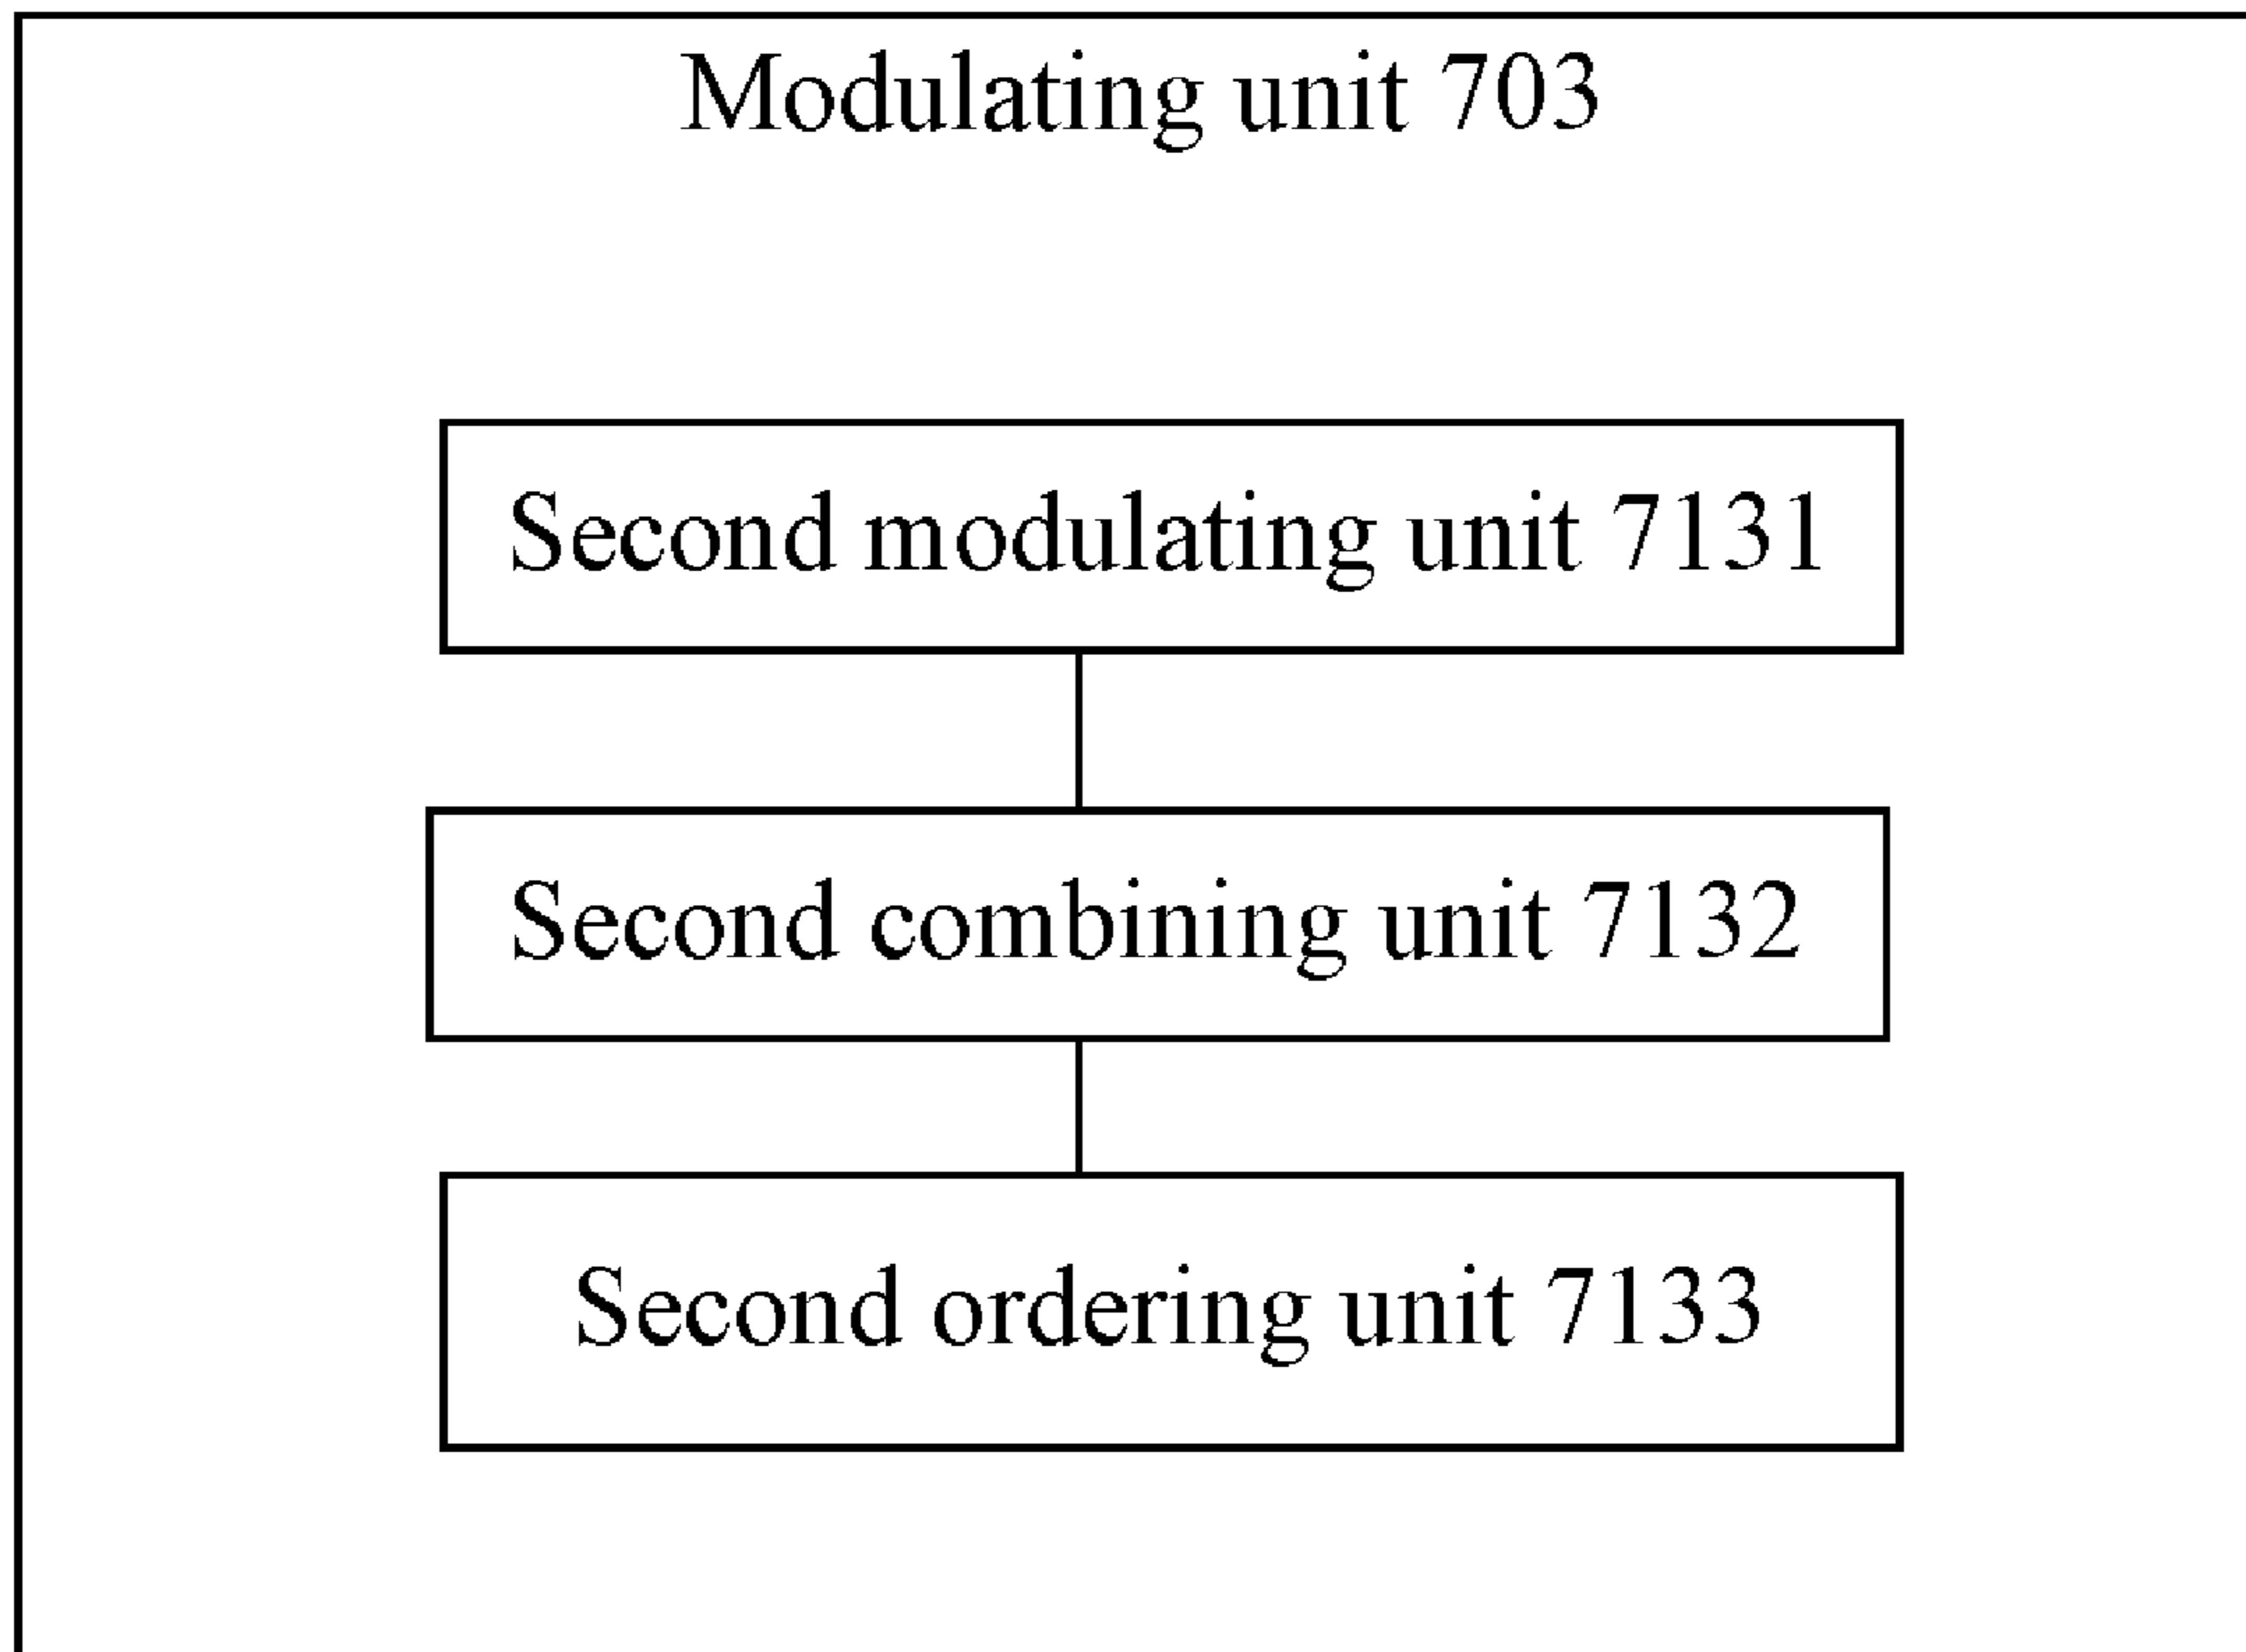 Modulating unit 703
Second modulating unit 7131
Second combining unit 7132
Second ordering unit 7133